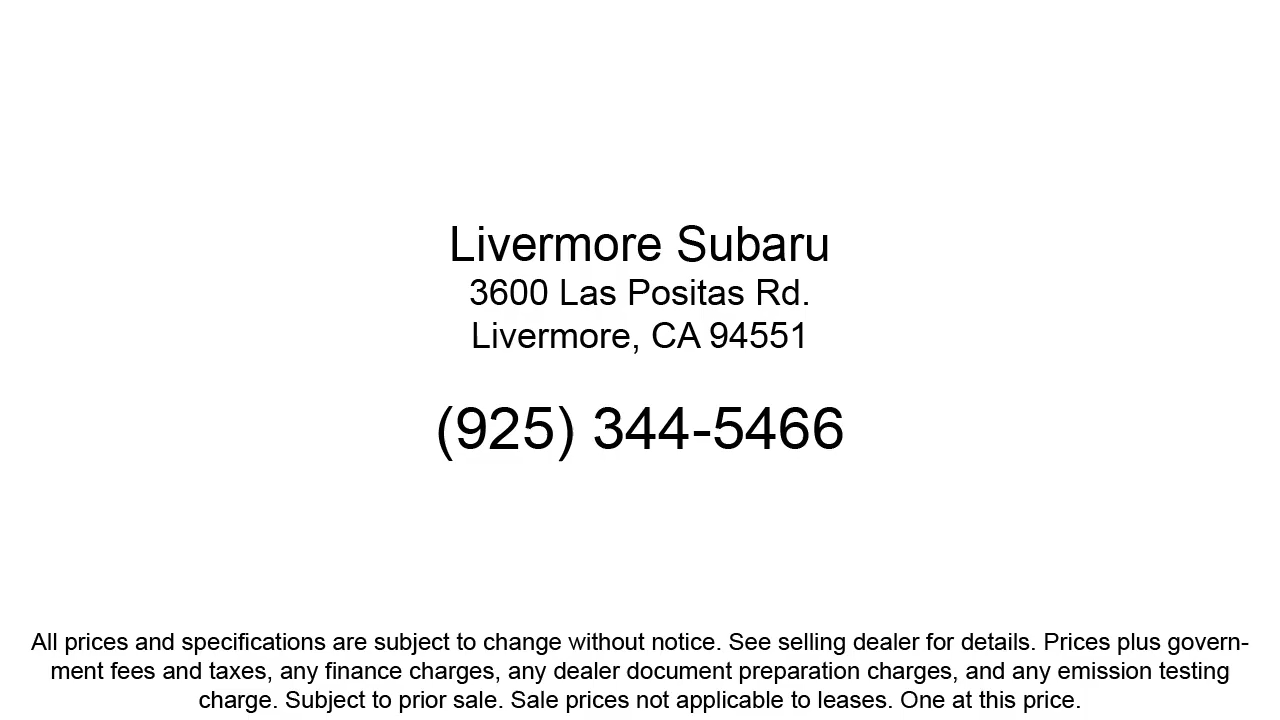 Livermore Subaru
3600 Las Positas Rd.
Livermore, CA 94551
(925) 344-5466
All prices and specifications are subject to change without notice. See selling dealer for details. Prices plus govern-
ment fees and taxes, any finance charges, any dealer document preparation charges, and any emission testing
charge. Subject to prior sale. Sale prices not applicable to leases. One at this price.